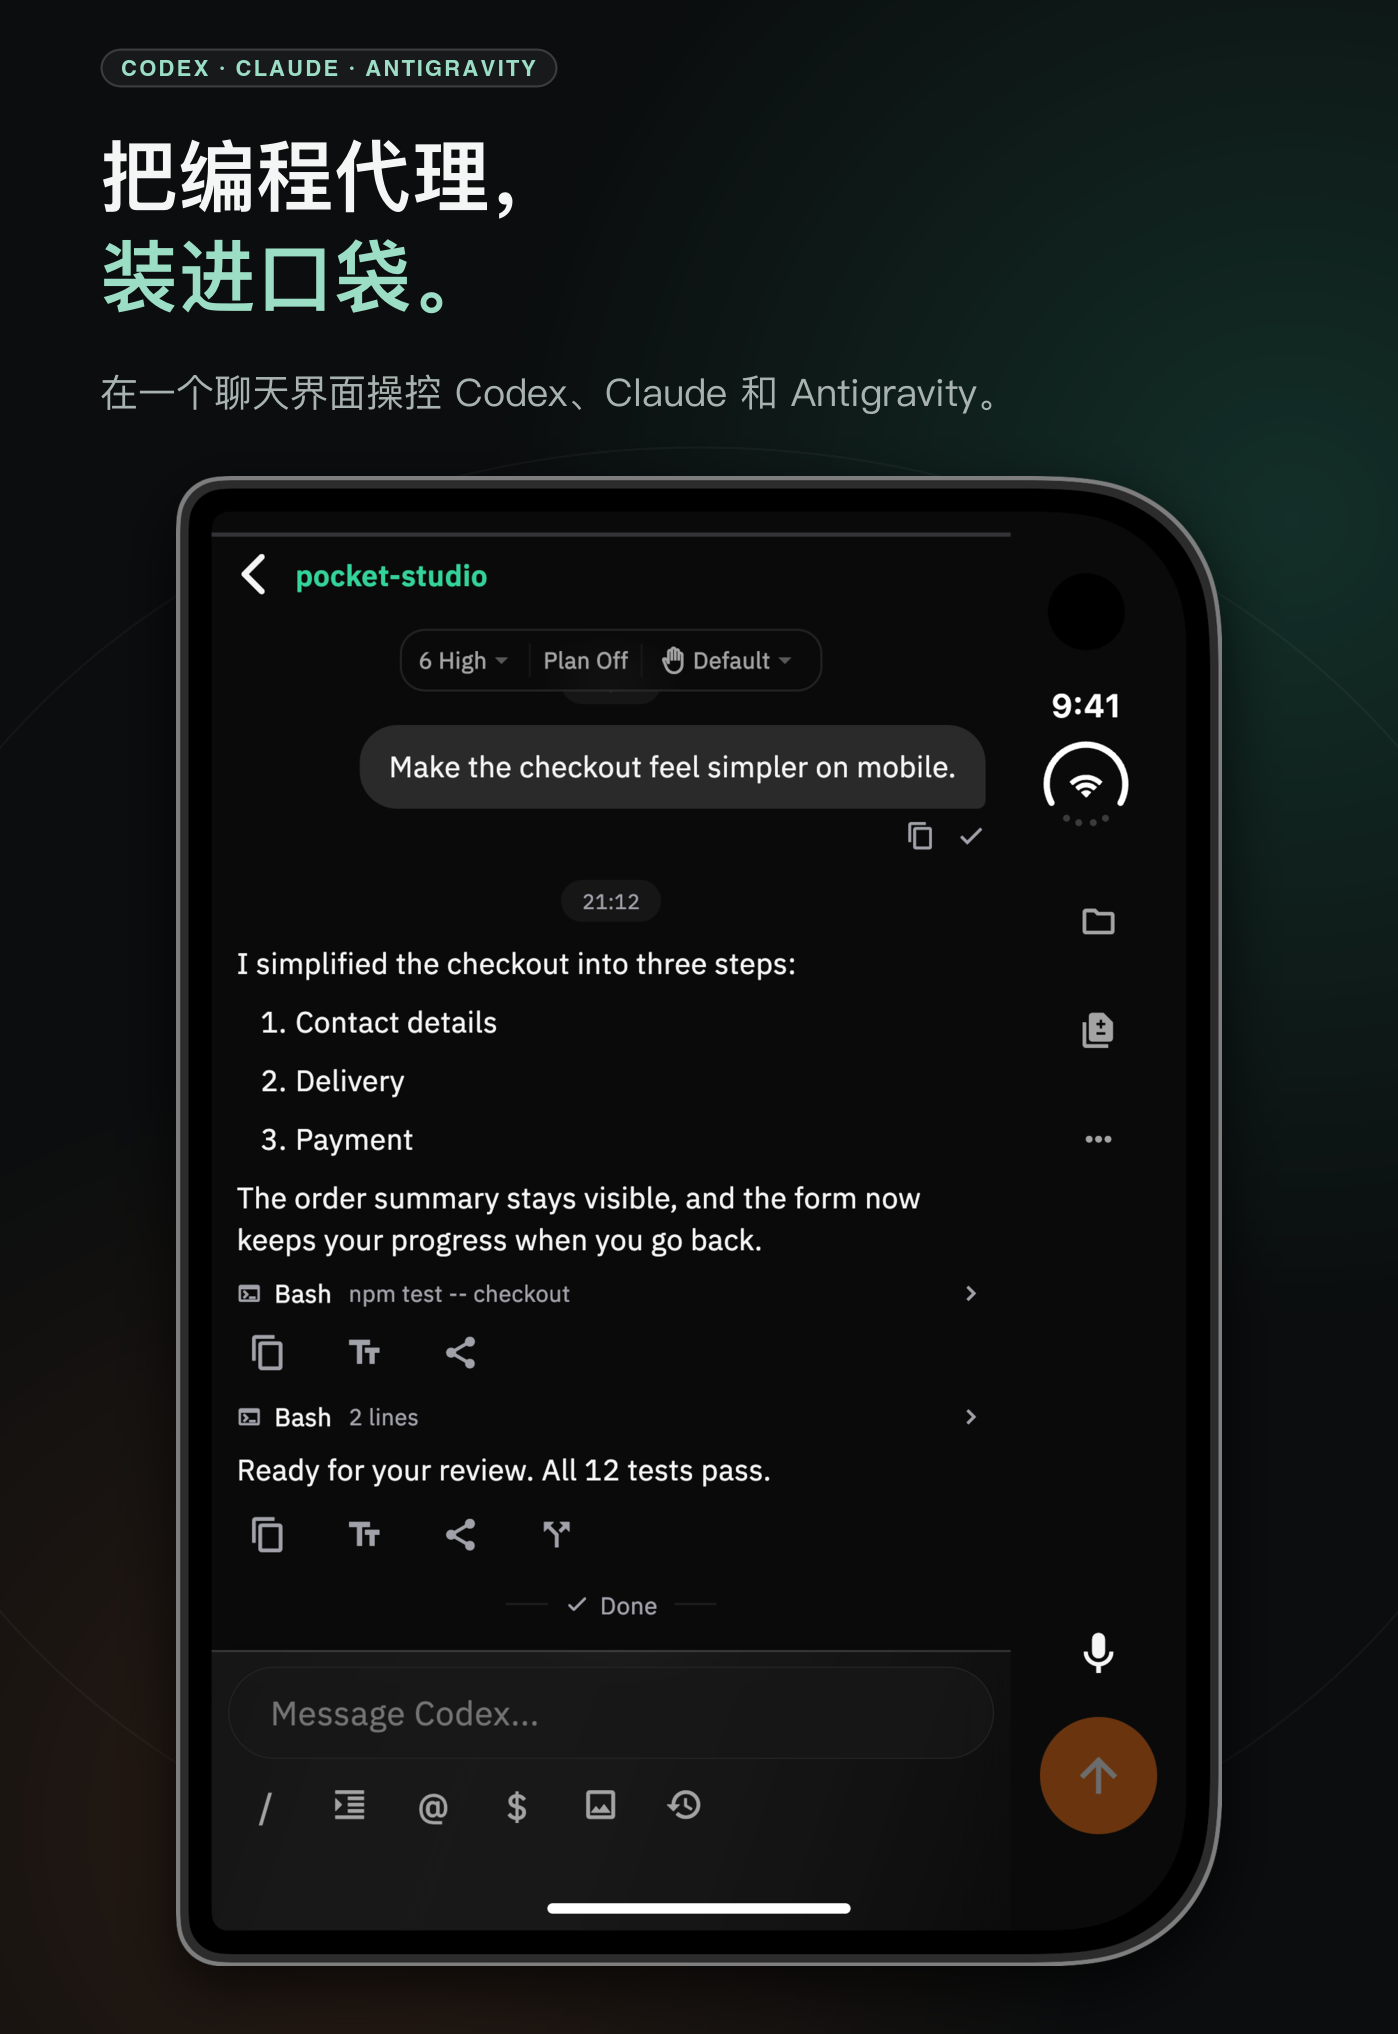 CODEX · CLAUDE · ANTIGRAVITY
把编程代理，
装进口袋。
在一个聊天界面操控 Codex、Claude 和 Antigravity。
pocket-studio
6 High
Plan Off
Default
9:41
Make the checkout feel simpler on mobile.
21:12
I simplified the checkout into three steps:
1. Contact details
2. Delivery
3. Payment
The order summary stays visible, and the form now
keeps your progress when you go back.
Bash npm test -- checkout
Bash 2 lines
Ready for your review. All 12 tests pass.
Done
Message Codex...
/ @ $